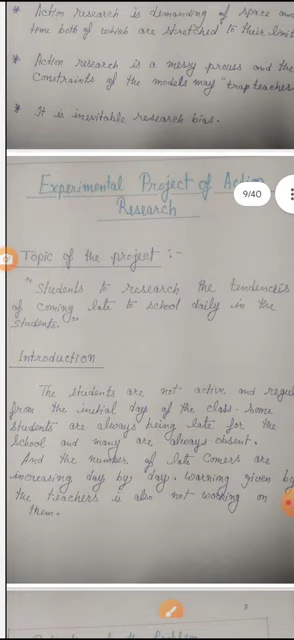 * Action research is demanding of space and
time both of which are stretched to their limit
* Action research is a messy process and the
constraints of the models may "trap teachers
* It is inevitable research bias.
Experimental Project of Action
Research
9/40
Topic of the project :-
"Students to research the tendencies
of coming late to school daily in the
students."
Introduction
The students are not active and regul
from the initial day of the class. Some
students are always being late for the
school and many are always absent.
And the number of late comers are
increasing day by day. Warning given by
the teachers is also not working on
them.
3
the Problem